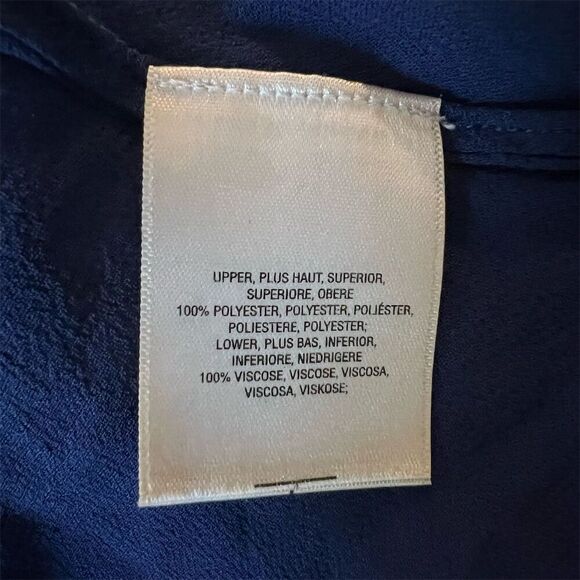 UPPER, PLUS HAUT, SUPERIOR,
SUPERIORE, OBERE
100% POLYESTER, POLYESTER, POLIÉSTER,
POLIESTERE, POLYESTER;
LOWER, PLUS BAS, INFERIOR,
INFERIORE, NIEDRIGERE
100% VISCOSE, VISCOSE, VISCOSA,
VISCOSA, VISKOSE;